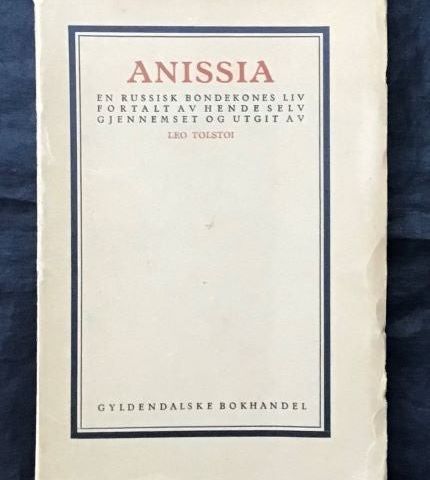 ANISSIA
EN RUSSISK BONDEKONES LIV
FORTALT AV HENDE SELV
GJENNEMSET OG UTGIT AV
LEO TOLSTOI
GYLDENDALSKE BOKHANDEL